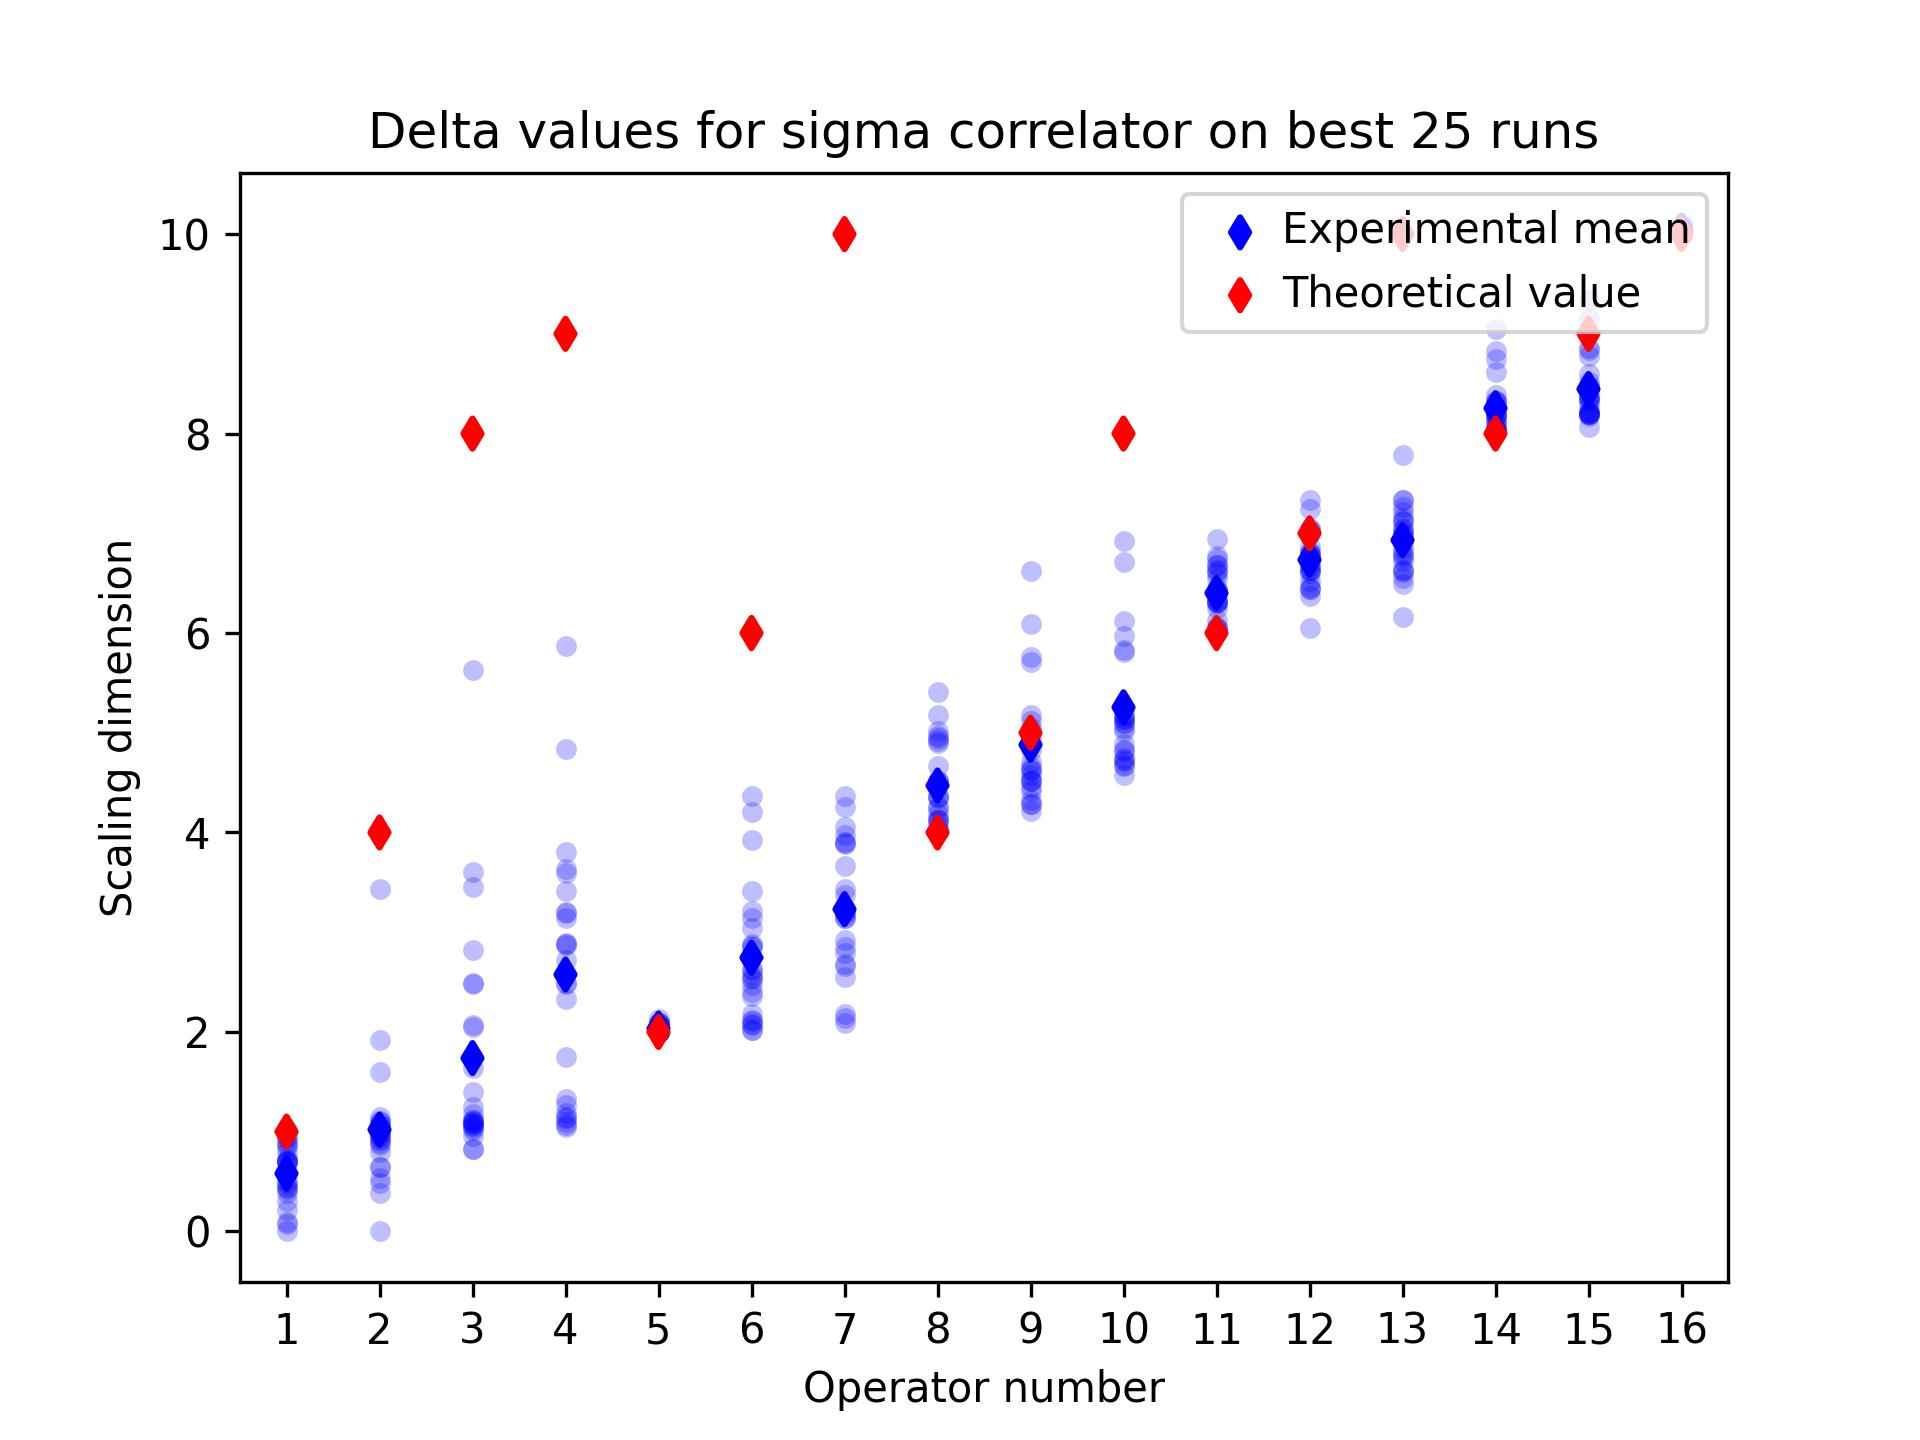 Delta values for sigma correlator on best 25 runs
Experimental mean
Theoretical value
Scaling dimension
10
8
6
4
2
0
1 2 3 4 5 6 7 8 9 10 11 12 13 14 15 16
Operator number